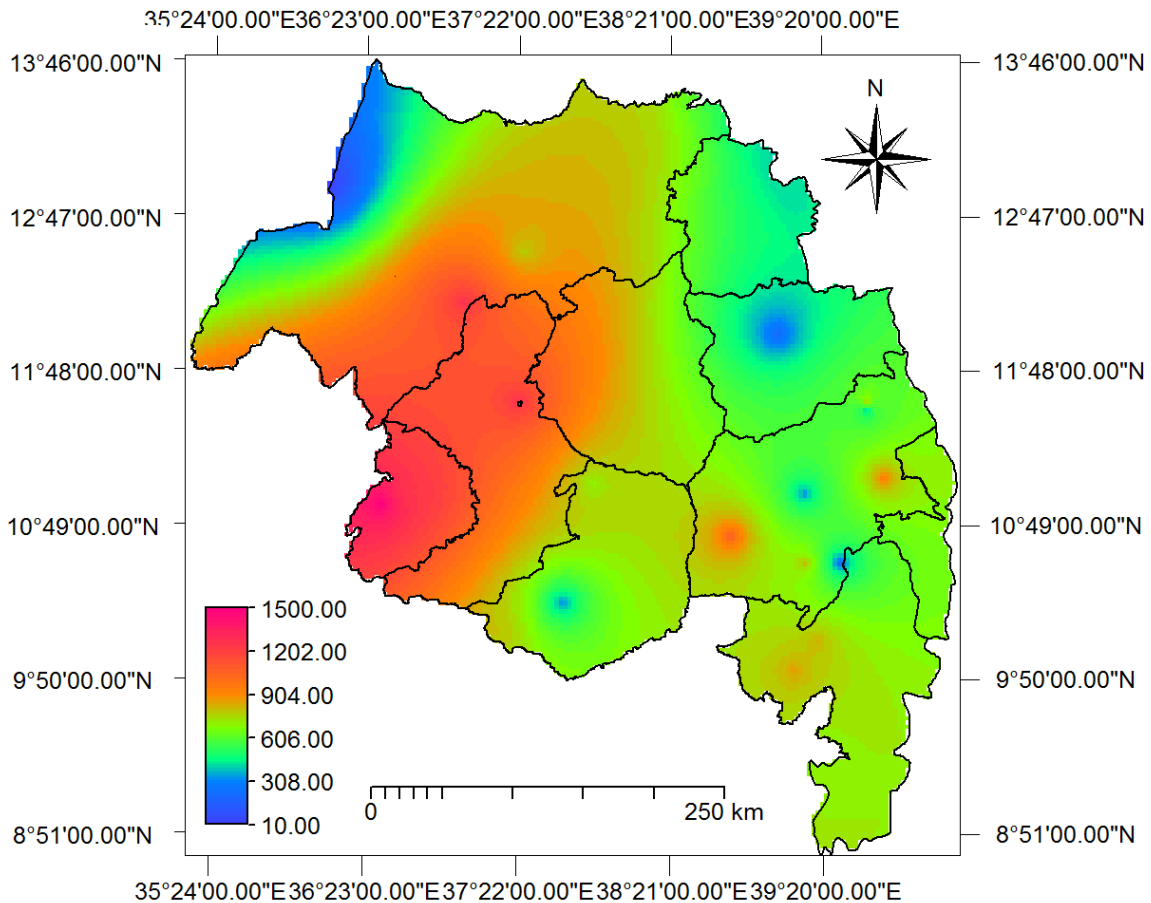 35°24'00.00"E36°23'00.00"E37°22'00.00"E38°21'00.00"E39°20'00.00"E
13°46'00.00"N 13°46'00.00"N
N
12°47'00.00"N 12°47'00.00"N
11°48'00.00"N 11°48'00.00"N
10°49'00.00"N 10°49'00.00"N
1500.00
1202.00
9°50'00.00"N 9°50'00.00"N
904.00
606.00
308.00
0 250 km
10.00
8°51'00.00"N 8°51'00.00"N
35°24'00.00"E36°23'00.00"E37°22'00.00"E38°21'00.00"E39°20'00.00"E